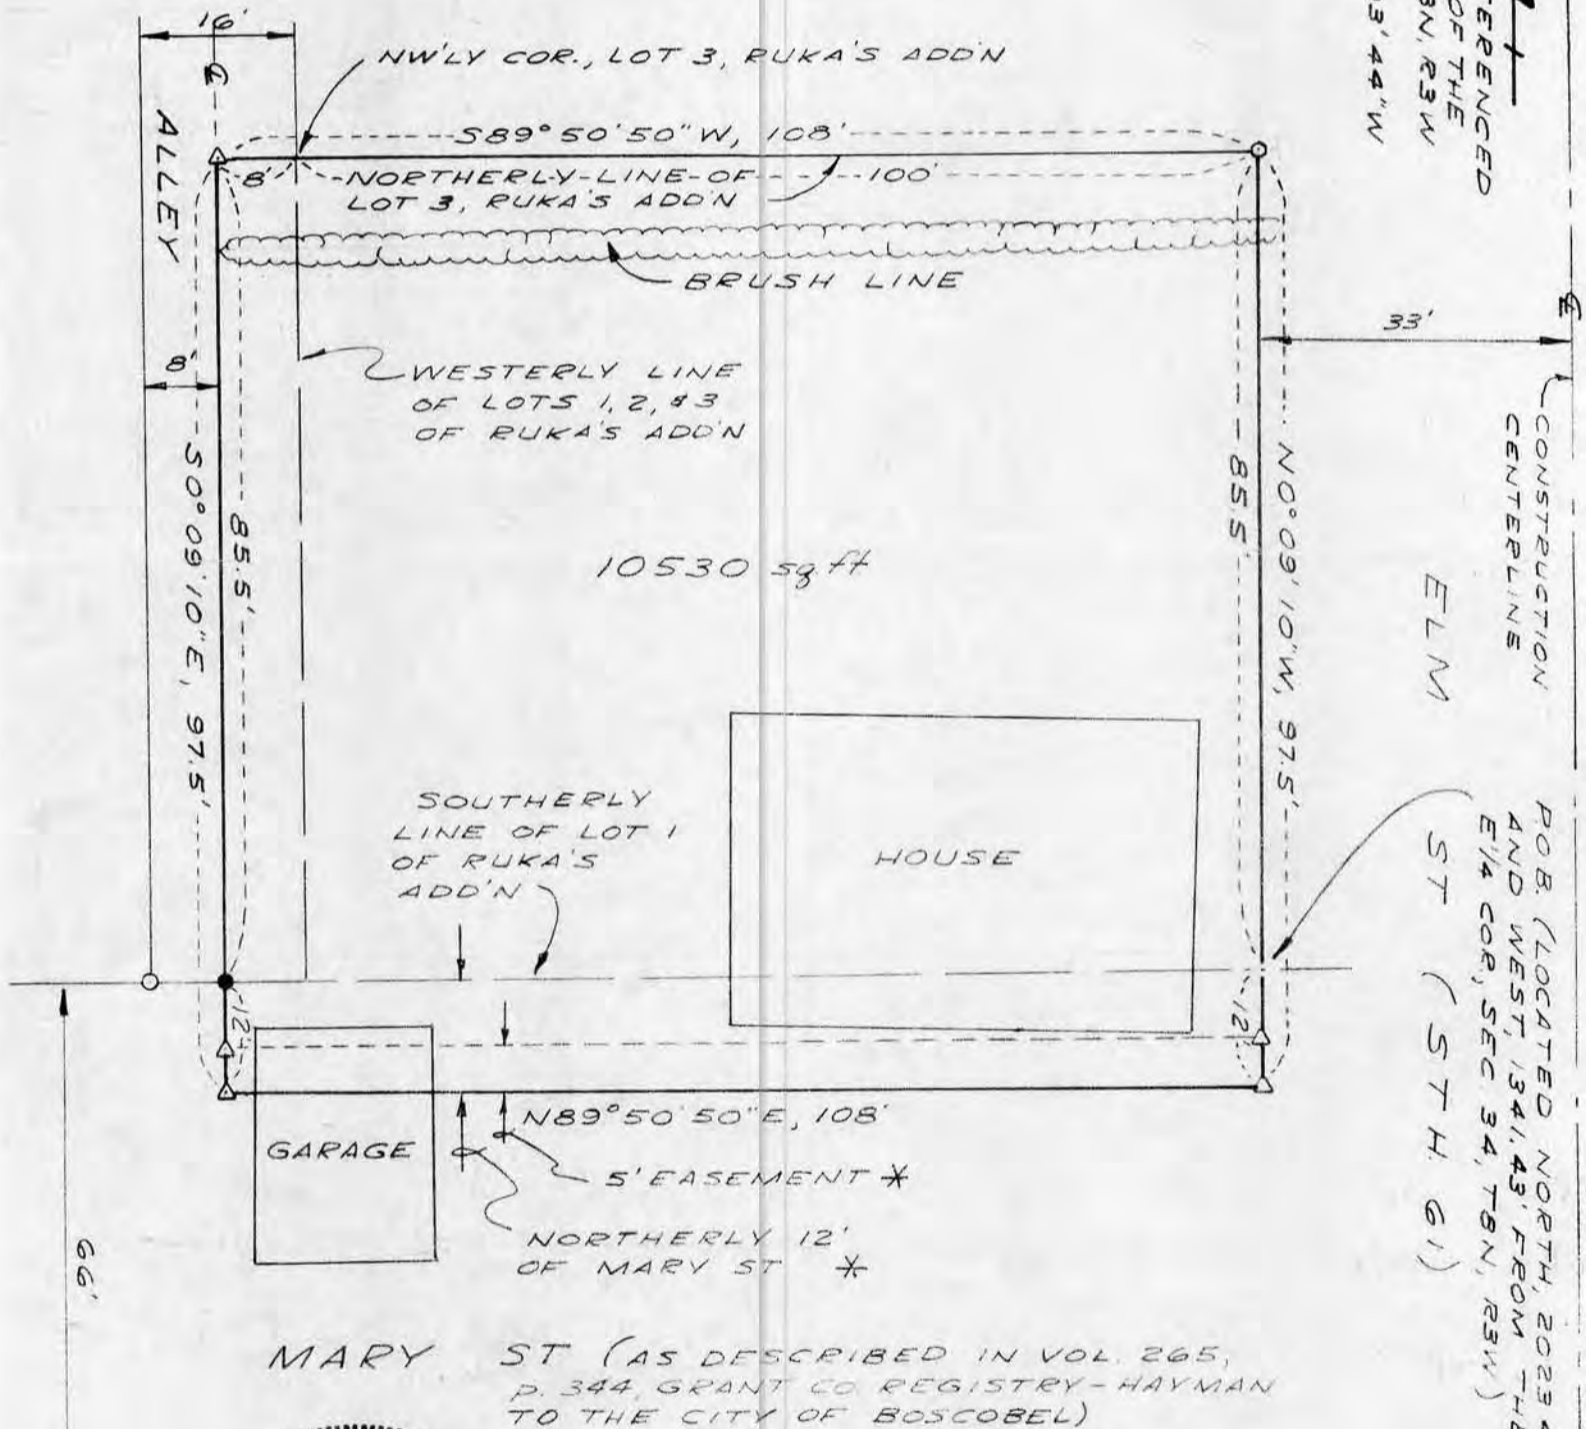 16'
℄
NW'LY COR., LOT 3, RUKA'S ADD'N
ALLEY
S89°50'50"W, 108'
8'
NORTHERLY LINE OF
LOT 3, RUKA'S ADD'N
100'
BRUSH LINE
8'
WESTERLY LINE
OF LOTS 1, 2, & 3
OF RUKA'S ADD'N
S0°09'10"E, 97.5'
85.5'
10530 sq ft
85.5'
N0°09'10"W, 97.5'
33'
℄
CONSTRUCTION
CENTERLINE
ERENCED
OF THE
8N, R3W
3'44"W
ELM ST (STH 61)
P.O.B. (LOCATED NORTH, 2023
AND WEST, 1341.43' FROM THE
E1/4 COR., SEC 34, T8N, R3W)
SOUTHERLY
LINE OF LOT 1
OF RUKA'S
ADD'N
HOUSE
12'
12'
GARAGE
N89°50'50"E, 108'
5' EASEMENT *
NORTHERLY 12'
OF MARY ST *
66'
MARY ST (AS DESCRIBED IN VOL. 265,
P. 344, GRANT CO REGISTRY-HAYMAN
TO THE CITY OF BOSCOBEL)